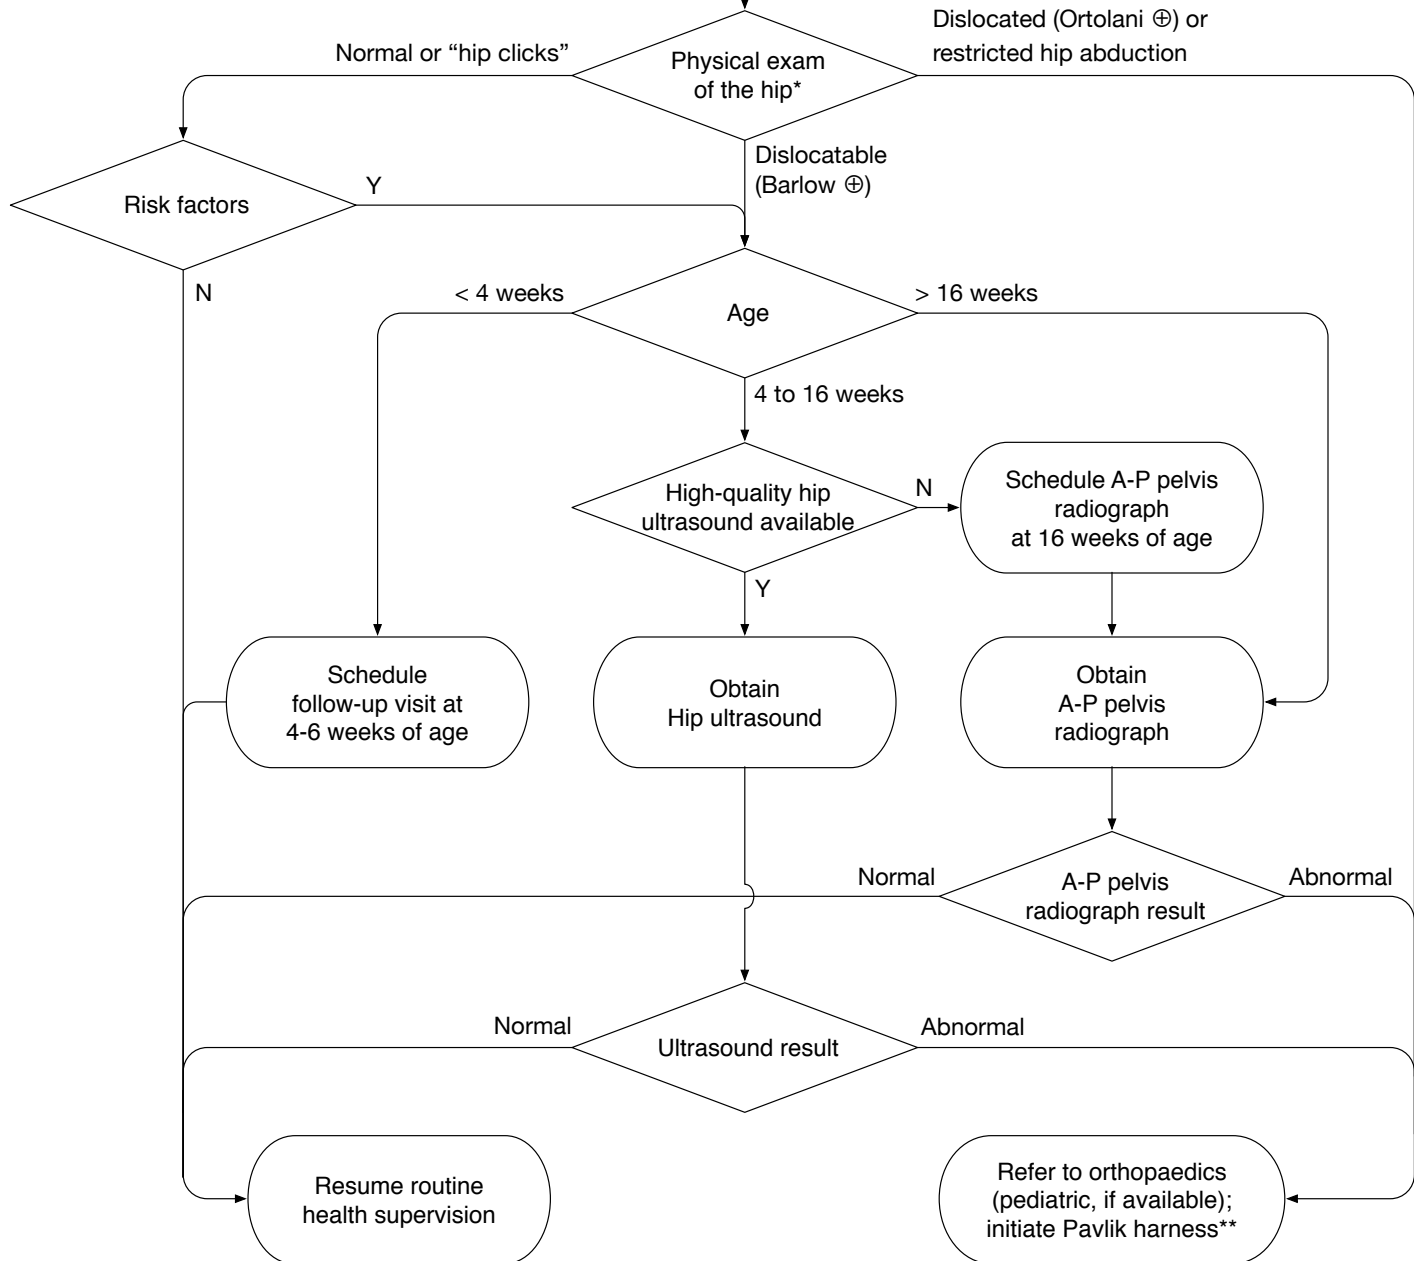 Dislocated (Ortolani ⊕) or
restricted hip abduction
Normal or “hip clicks”
Physical exam
of the hip*
Dislocatable
(Barlow ⊕)
Risk factors
Y
N
< 4 weeks
Age
> 16 weeks
4 to 16 weeks
High-quality hip
ultrasound available
N
Schedule A-P pelvis
radiograph
at 16 weeks of age
Y
Schedule
follow-up visit at
4-6 weeks of age
Obtain
Hip ultrasound
Obtain
A-P pelvis
radiograph
Normal
A-P pelvis
radiograph result
Abnormal
Normal
Ultrasound result
Abnormal
Resume routine
health supervision
Refer to orthopaedics
(pediatric, if available);
initiate Pavlik harness**